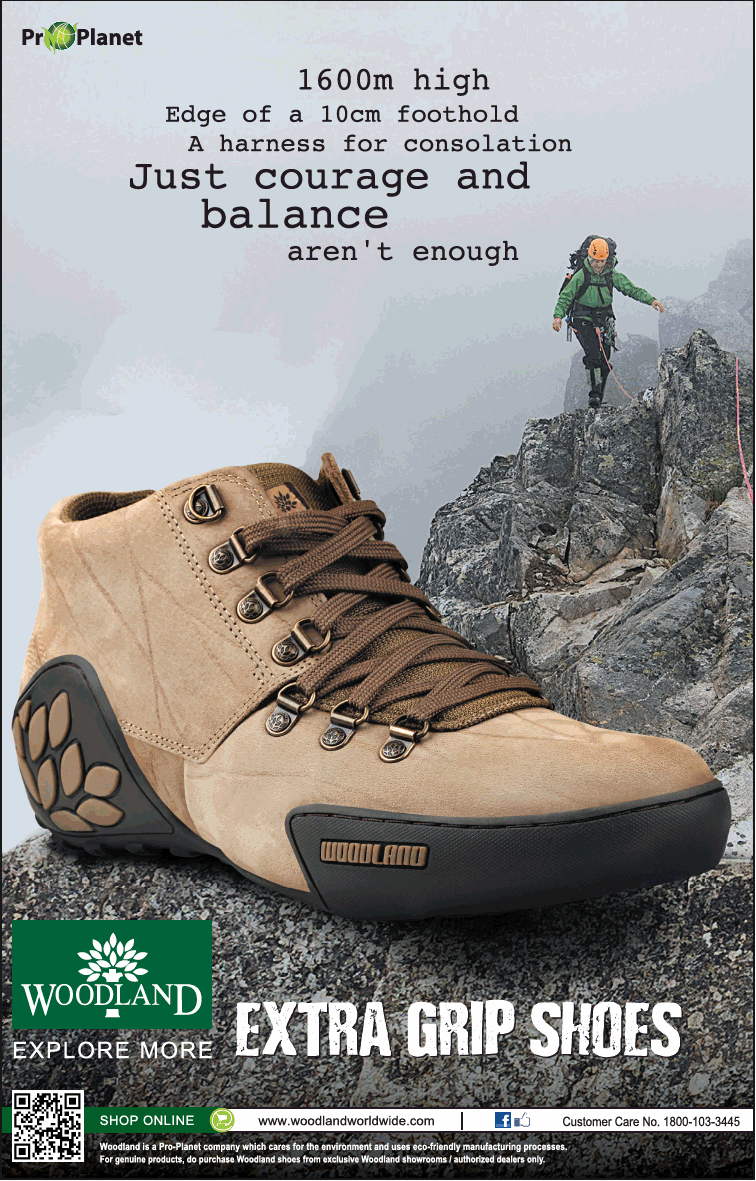 Pr Planet
1600m high
Edge of a 10cm foothold
A harness for consolation
Just courage and
balance
aren't enough
WOODLAND
WOODLAND
EXPLORE MORE
EXTRA GRIP SHOES
SHOP ONLINE
www.woodlandworldwide.com
Customer Care No. 1800-103-3445
Woodland is a Pro-Planet company which cares for the environment and uses eco-friendly manufacturing processes.
For genuine products, do purchase Woodland shoes from exclusive Woodland showrooms / authorized dealers only.